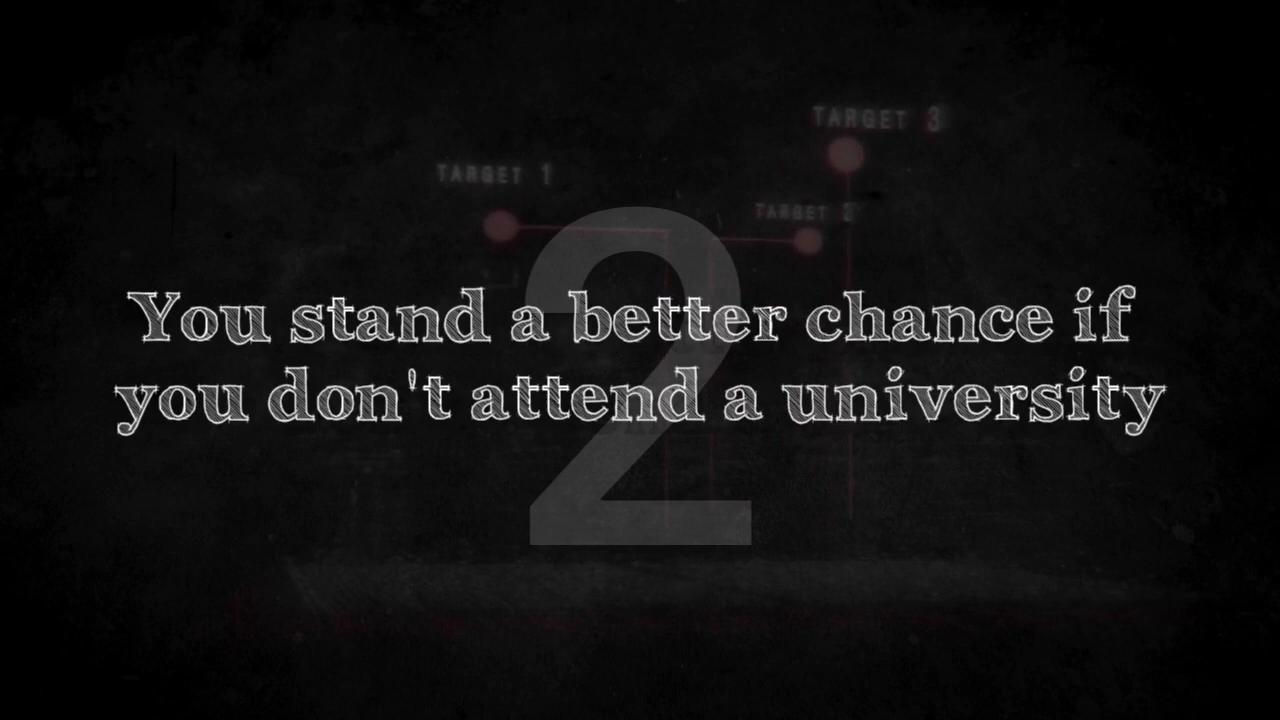 TARGET 3
TARGET 1
TARGET 2
2
You stand a better chance if
you don't attend a university